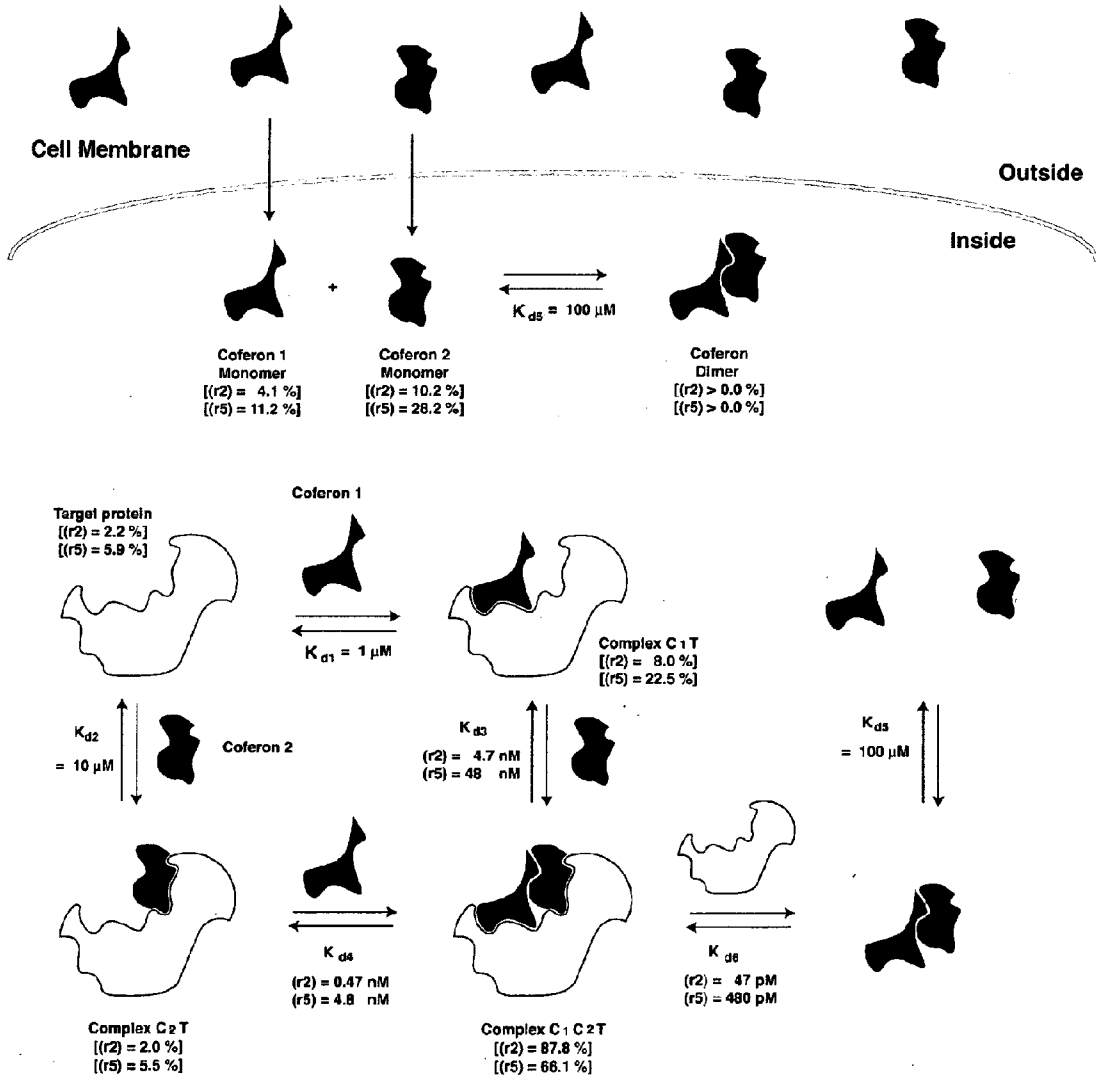 Cell Membrane
Outside
Inside
+
K d5 = 100 µM
Coferon 1
Monomer
[(r2) = 4.1 %]
[(r5) = 11.2 %]
Coferon 2
Monomer
[(r2) = 10.2 %]
[(r5) = 28.2 %]
Coferon
Dimer
[(r2) > 0.0 %]
[(r5) > 0.0 %]
Target protein
[(r2) = 2.2 %]
[(r5) = 5.9 %]
Coferon 1
K d1 = 1 µM
Complex C1T
[(r2) = 8.0 %]
[(r5) = 22.5 %]
K d2
= 10 µM
Coferon 2
K d3
(r2) = 4.7 nM
(r5) = 48 nM
K d5
= 100 µM
K d4
(r2) = 0.47 nM
(r5) = 4.8 nM
K d6
(r2) = 47 pM
(r5) = 480 pM
Complex C2T
[(r2) = 2.0 %]
[(r5) = 5.5 %]
Complex C1C2T
[(r2) = 87.8 %]
[(r5) = 66.1 %]